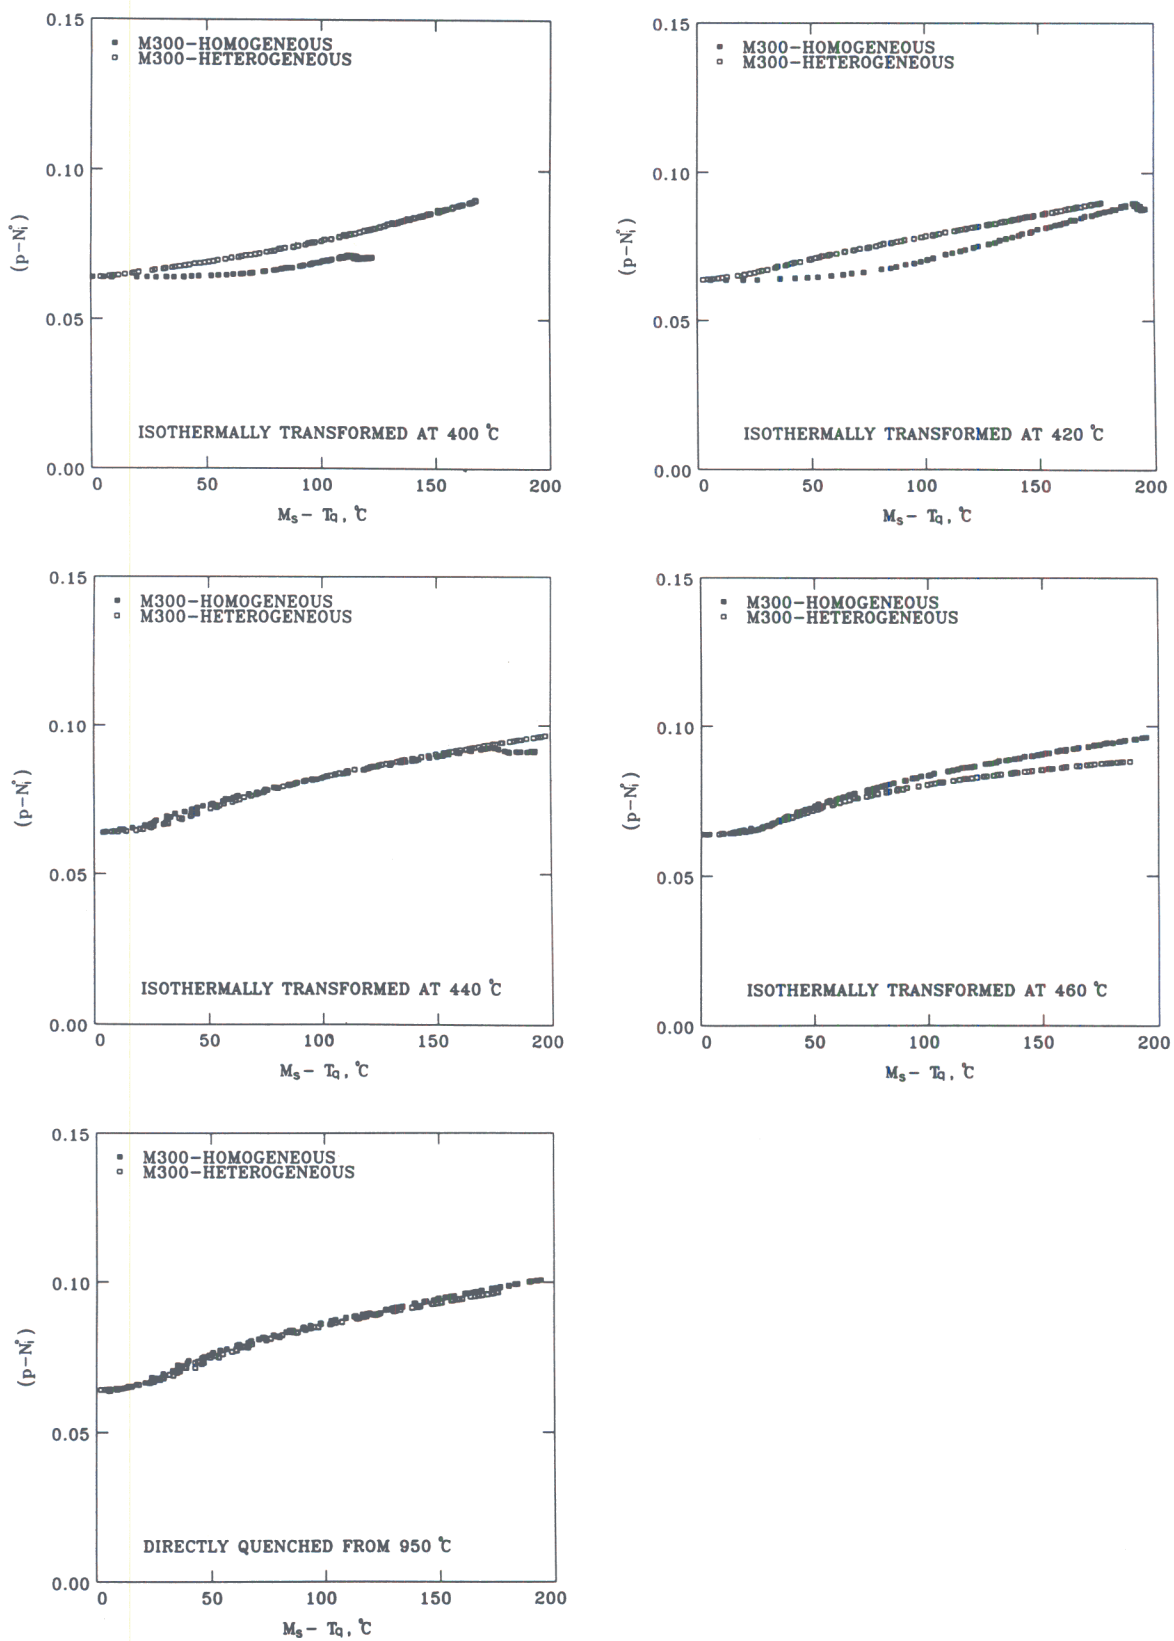 0.15
M300-HOMOGENEOUS
M300-HETEROGENEOUS
0.10
(p-N°i)
0.05
ISOTHERMALLY TRANSFORMED AT 400 °C
0.00
0 50 100 150 200
Ms - Tq, °C
0.15
M300-HOMOGENEOUS
M300-HETEROGENEOUS
0.10
(p-N°i)
0.05
ISOTHERMALLY TRANSFORMED AT 420 °C
0.00
0 50 100 150 200
Ms - Tq, °C
0.15
M300-HOMOGENEOUS
M300-HETEROGENEOUS
0.10
(p-N°i)
0.05
ISOTHERMALLY TRANSFORMED AT 440 °C
0.00
0 50 100 150 200
Ms - Tq, °C
0.15
M300-HOMOGENEOUS
M300-HETEROGENEOUS
0.10
(p-N°i)
0.05
ISOTHERMALLY TRANSFORMED AT 460 °C
0.00
0 50 100 150 200
Ms - Tq, °C
0.15
M300-HOMOGENEOUS
M300-HETEROGENEOUS
0.10
(p-N°i)
0.05
DIRECTLY QUENCHED FROM 950 °C
0.00
0 50 100 150 200
Ms - Tq, °C